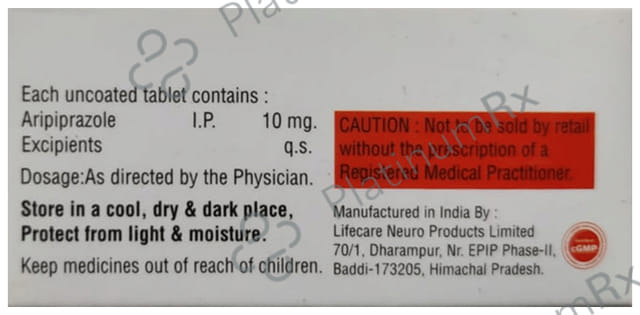 Each uncoated tablet contains :
Aripiprazole I.P. 10 mg.
Excipients q.s.
Dosage:As directed by the Physician.
Store in a cool, dry & dark place,
Protect from light & moisture.
Keep medicines out of reach of children.
CAUTION : Not to be sold by retail
without the prescription of a
Registered Medical Practitioner.
Manufactured in India By :
Lifecare Neuro Products Limited
70/1, Dharampur, Nr. EPIP Phase-II,
Baddi-173205, Himachal Pradesh.
cGMP
PlatinumRx
PlatinumRx